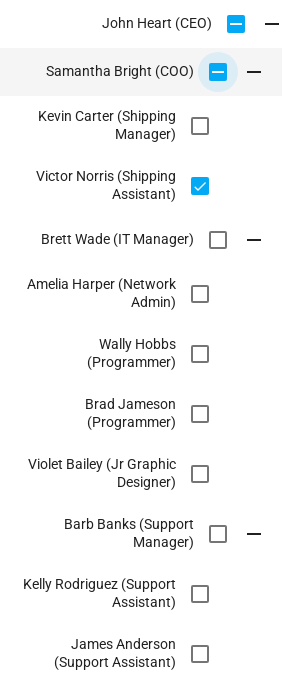 John Heart (CEO)
Samantha Bright (COO)
Kevin Carter (Shipping
Manager)
Victor Norris (Shipping
Assistant)
Brett Wade (IT Manager)
Amelia Harper (Network
Admin)
Wally Hobbs
(Programmer)
Brad Jameson
(Programmer)
Violet Bailey (Jr Graphic
Designer)
Barb Banks (Support
Manager)
Kelly Rodriguez (Support
Assistant)
James Anderson
(Support Assistant)